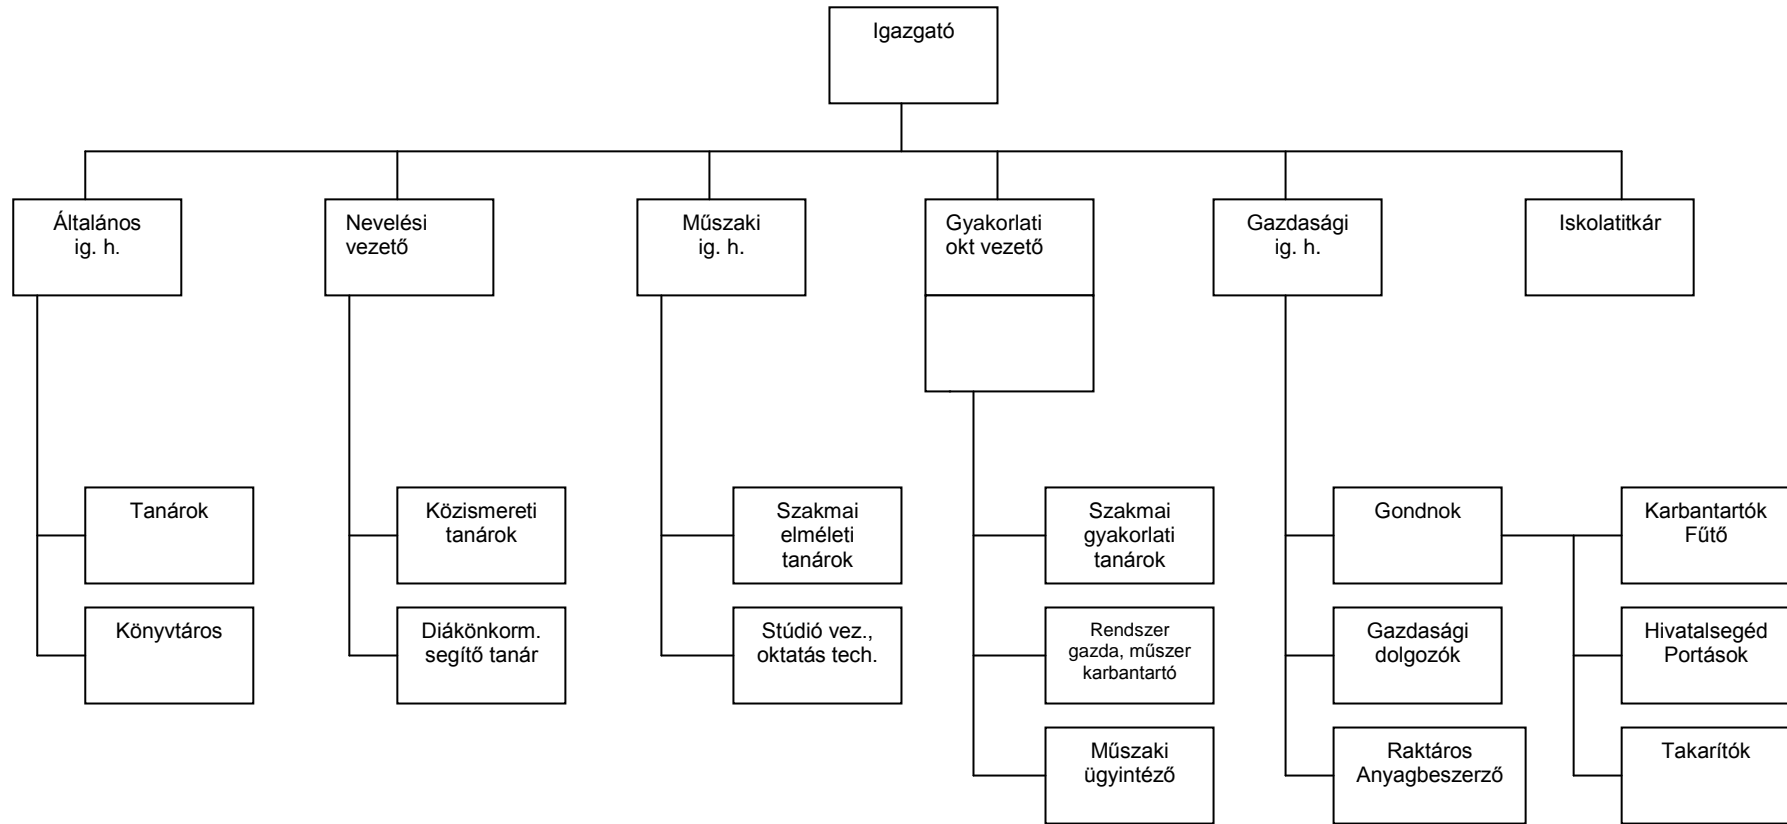 Igazgató
Általános
ig. h.
Nevelési
vezető
Műszaki
ig. h.
Gyakorlati
okt vezető
Gazdasági
ig. h.
Iskolatitkár
Tanárok
Közismereti
tanárok
Szakmai
elméleti
tanárok
Szakmai
gyakorlati
tanárok
Gondnok
Karbantartók
Fűtő
Könyvtáros
Diákönkorm.
segítő tanár
Stúdió vez.,
oktatás tech.
Rendszer
gazda, műszer
karbantartó
Gazdasági
dolgozók
Hivatalsegéd
Portások
Műszaki
ügyintéző
Raktáros
Anyagbeszerző
Takarítók